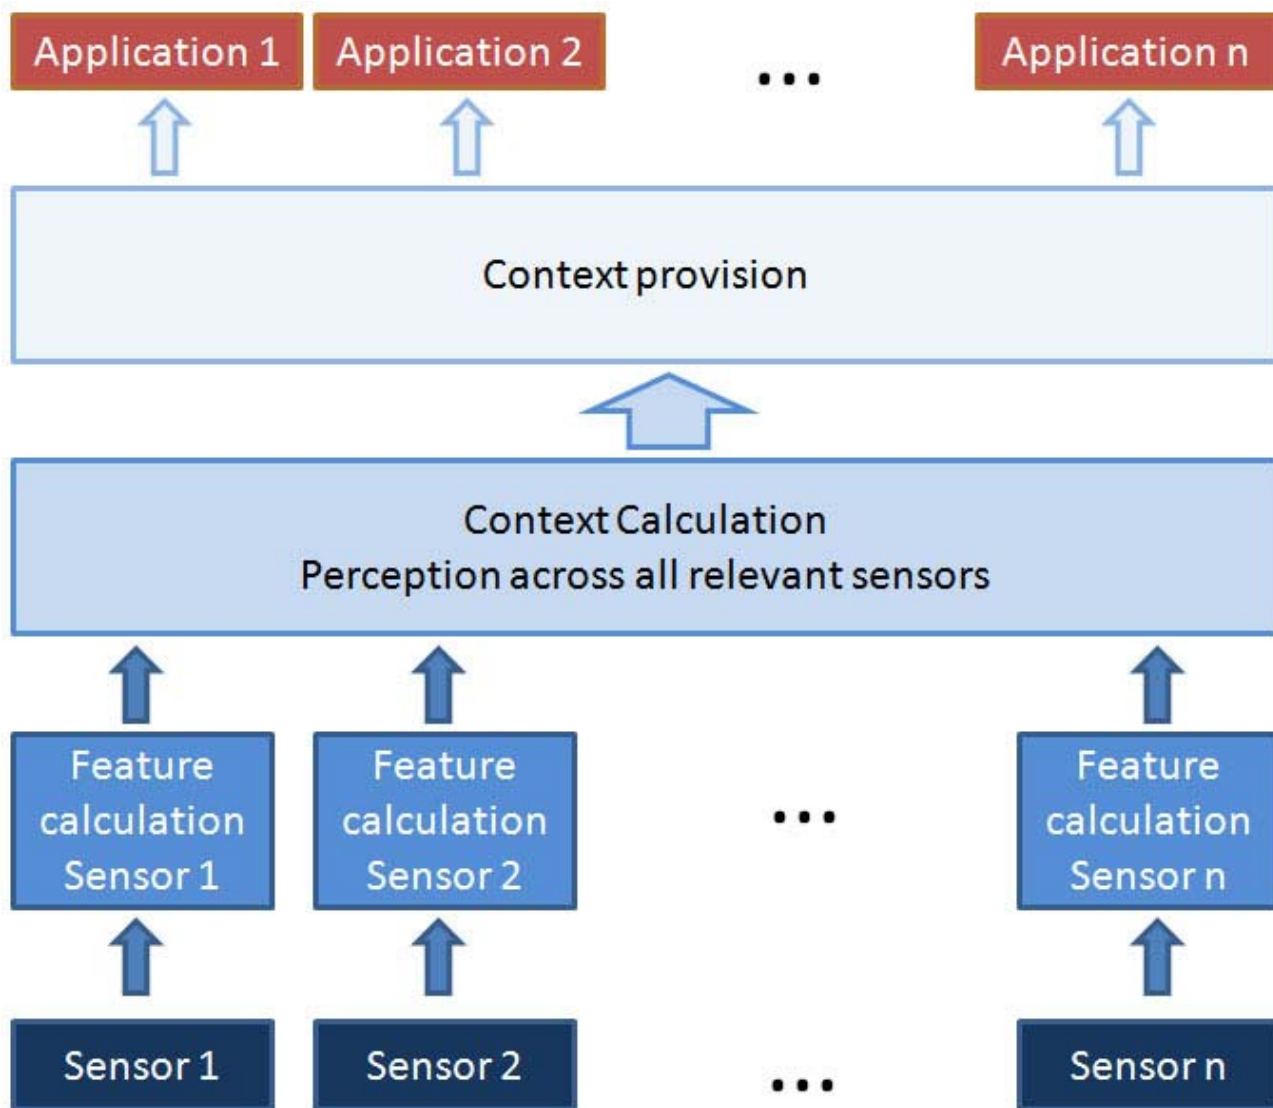 Application 1
Application 2
...
Application n
Context provision
Context Calculation
Perception across all relevant sensors
Feature
calculation
Sensor 1
Feature
calculation
Sensor 2
...
Feature
calculation
Sensor n
Sensor 1
Sensor 2
...
Sensor n